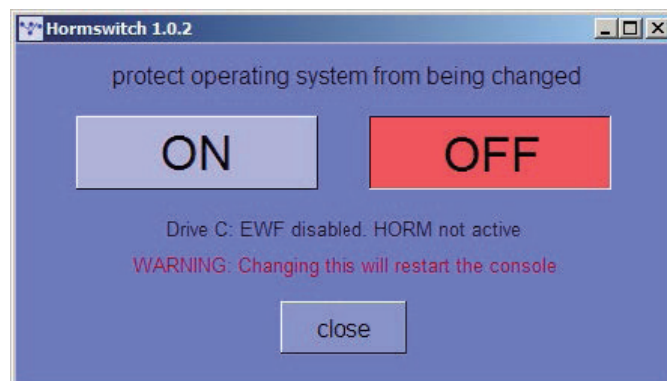 Hormswitch 1.0.2
protect operating system from being changed
ON OFF
Drive C: EWF disabled. HORM not active
WARNING: Changing this will restart the console
close